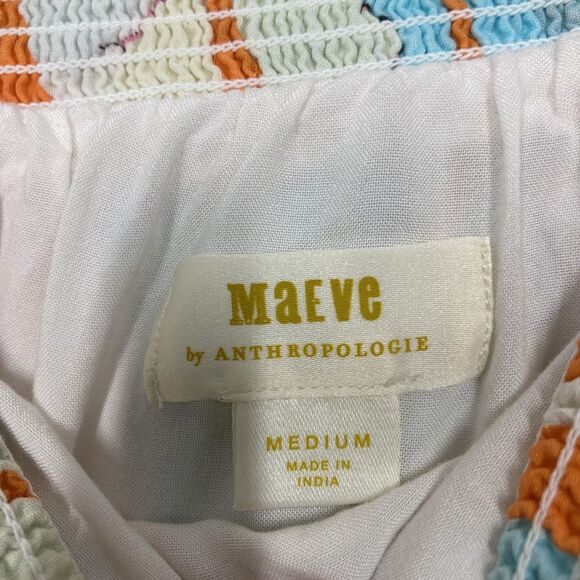 MaEve
by ANTHROPOLOGIE
MEDIUM
MADE IN
INDIA